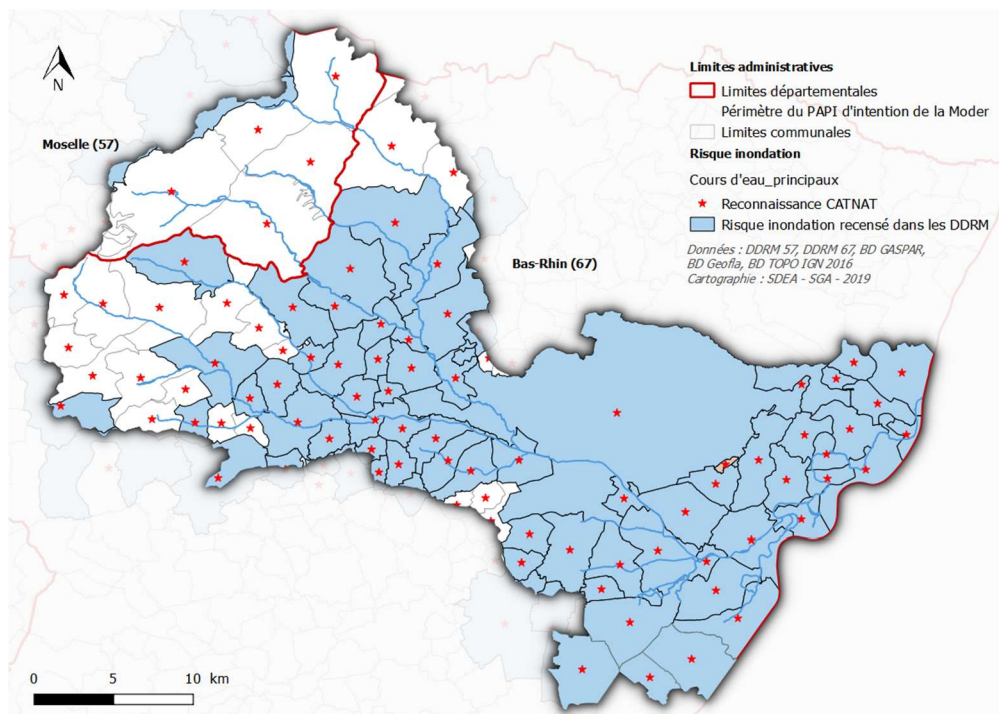 N
Moselle (57)
Bas-Rhin (67)
Limites administratives
Limites départementales
Périmètre du PAPI d'intention de la Moder
Limites communales
Risque inondation
Cours d'eau_principaux
Reconnaissance CATNAT
Risque inondation recensé dans les DDRM
Données : DDRM 57, DDRM 67, BD GASPAR,
BD Geofla, BD TOPO IGN 2016
Cartographie : SDEA - SGA - 2019
0 5 10 km